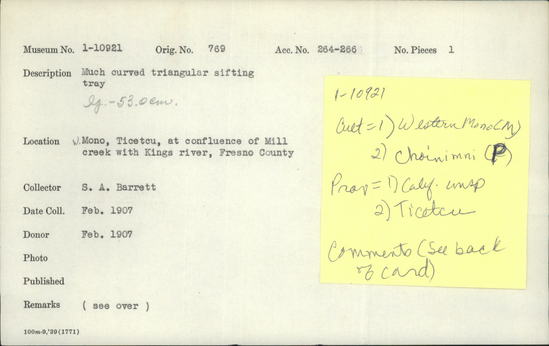 Museum No. 1-10921 Orig. No. 769 Acc. No. 264-266 No. Pieces 1
Description Much curved triangular sifting
tray
lg. - 53.0 cm.
Location W. Mono, Ticetcu, at confluence of Mill
creek with Kings river, Fresno County
Collector S. A. Barrett
Date Coll. Feb. 1907
Donor Feb. 1907
Photo
Published
Remarks ( see over )
100m-9,'39(1771)
1-10921
Cult = 1) Western Mono (M)
2) Choinimni (P)
Prov = 1) Calif. unsp
2) Ticetcu
Comments (See back
of card)